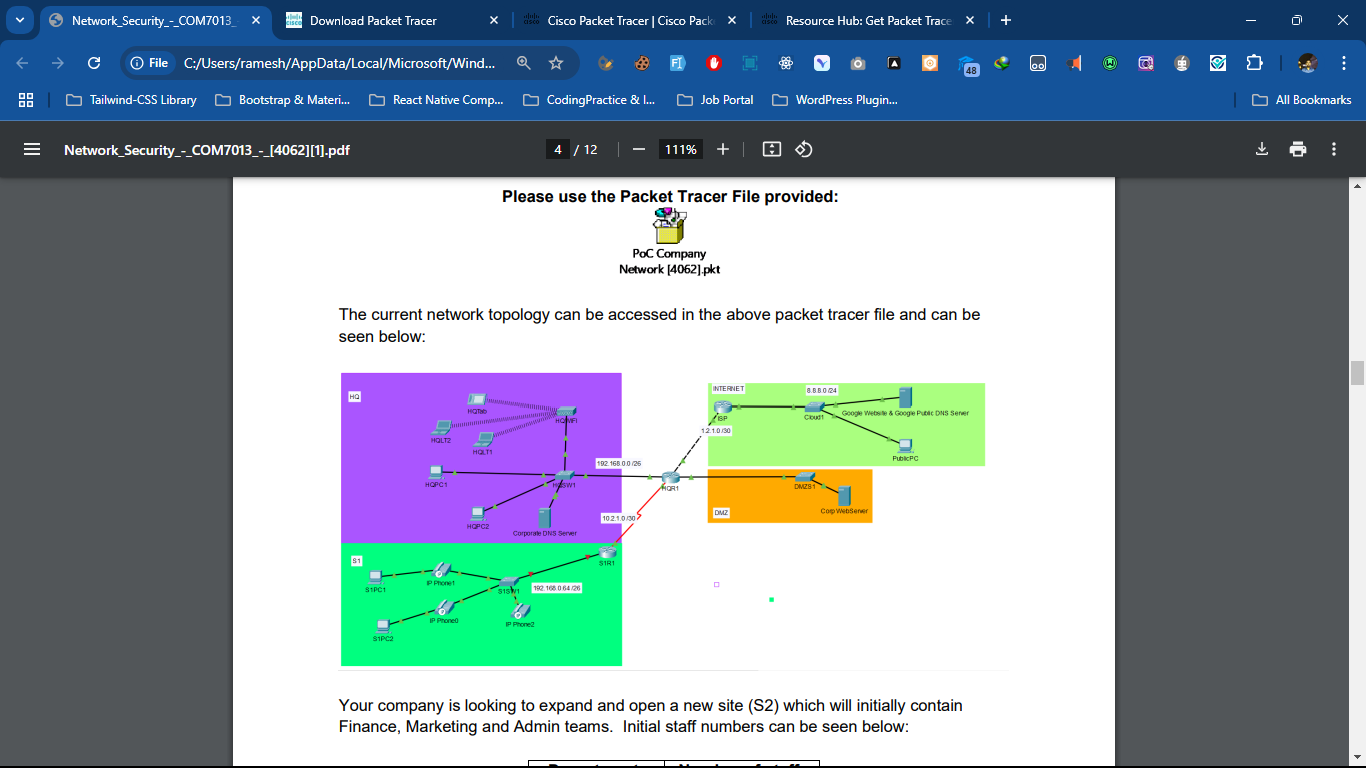 Network_Security_-_COM7013_
Download Packet Tracer
Cisco Packet Tracer | Cisco Pack
Resource Hub: Get Packet Trace
File
C:/Users/ramesh/AppData/Local/Microsoft/Wind...
48
Tailwind-CSS Library
Bootstrap & Materi...
React Native Comp...
CodingPractice & I...
Job Portal
WordPress Plugin...
All Bookmarks
Network_Security_-_COM7013_-_[4062][1].pdf
4 / 12
111%
Please use the Packet Tracer File provided:
PoC Company
Network [4062].pkt
The current network topology can be accessed in the above packet tracer file and can be
seen below:
HQ
HQTab
HQLT2
HQLT1
HQPC1
HQSW1
HQPC2
Corporate DNS Server
192.168.0.0 /26
HQR1
10.2.1.0 /30
INTERNET
8.8.8.0 /24
ISP
Cloud1
Google Website & Google Public DNS Server
1.2.1.0 /30
PublicPC
DMZS1
DMZ
Corp WebServer
S1
S1R1
S1PC1
IP Phone1
S1SW1
192.168.0.64 /26
IP Phone0
IP Phone2
S1PC2
Your company is looking to expand and open a new site (S2) which will initially contain
Finance, Marketing and Admin teams. Initial staff numbers can be seen below: